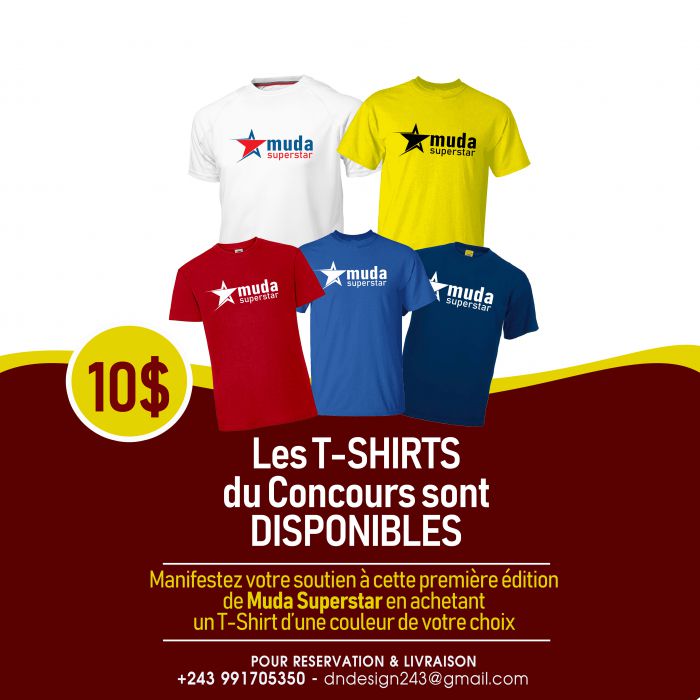 muda
superstar
muda
superstar
muda
superstar
muda
superstar
muda
superstar
10$
Les T-SHIRTS
du Concours sont
DISPONIBLES
Manifestez votre soutien à cette première édition
de Muda Superstar en achetant
un T-Shirt d'une couleur de votre choix
POUR RESERVATION & LIVRAISON
+243 991705350 - dndesign243@gmail.com